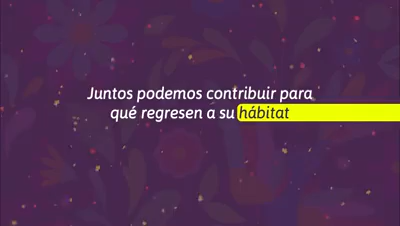 Juntos podemos contribuir para
qué regresen a su hábitat